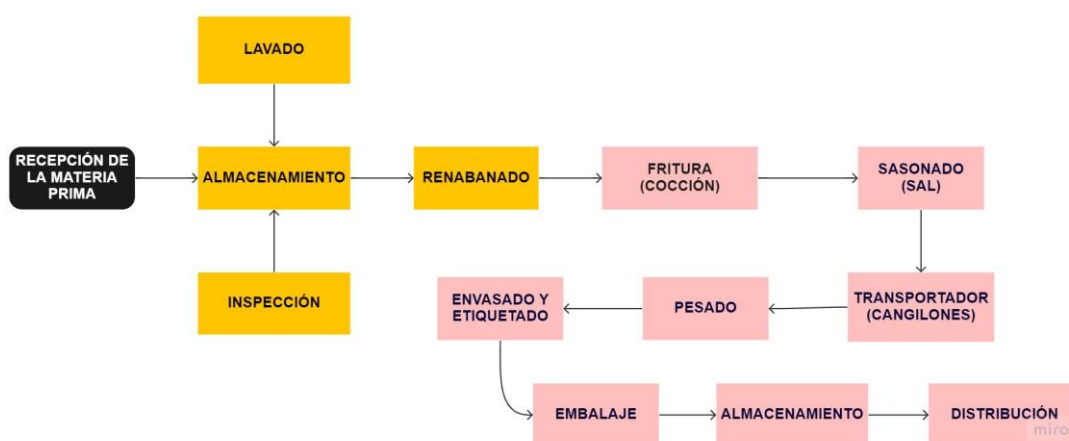 LAVADO
RECEPCIÓN DE
LA MATERIA
PRIMA
ALMACENAMIENTO
RENABANADO
FRITURA
(COCCIÓN)
SASONADO
(SAL)
INSPECCIÓN
ENVASADO Y
ETIQUETADO
PESADO
TRANSPORTADOR
(CANGILONES)
EMBALAJE
ALMACENAMIENTO
DISTRIBUCIÓN
miro